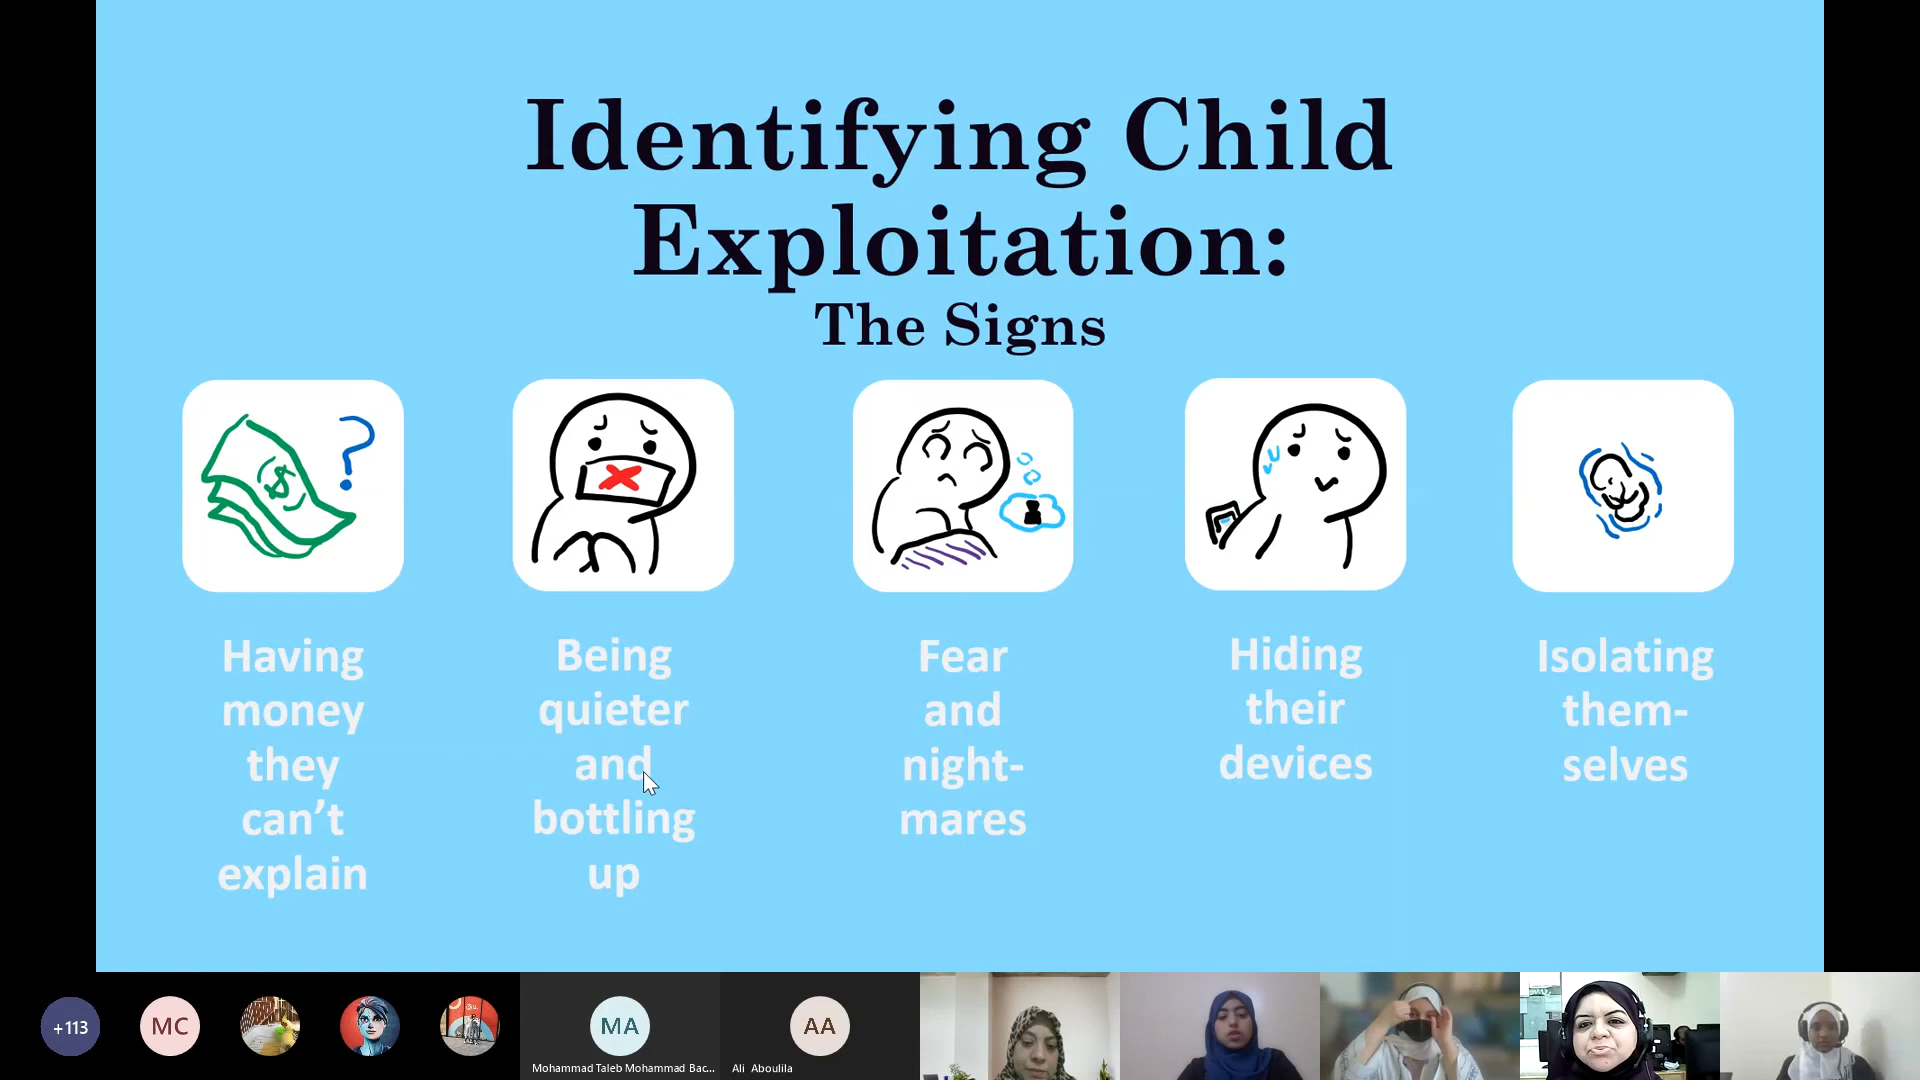 Identifying Child
Exploitation:
The Signs
$ ?
Having
money
they
can’t
explain
Being
quieter
and
bottling
up
Fear
and
night-
mares
Hiding
their
devices
Isolating
them-
selves
+113
MC
MA
Mohammad Taleb Mohammad Bac...
AA
Ali Aboulila